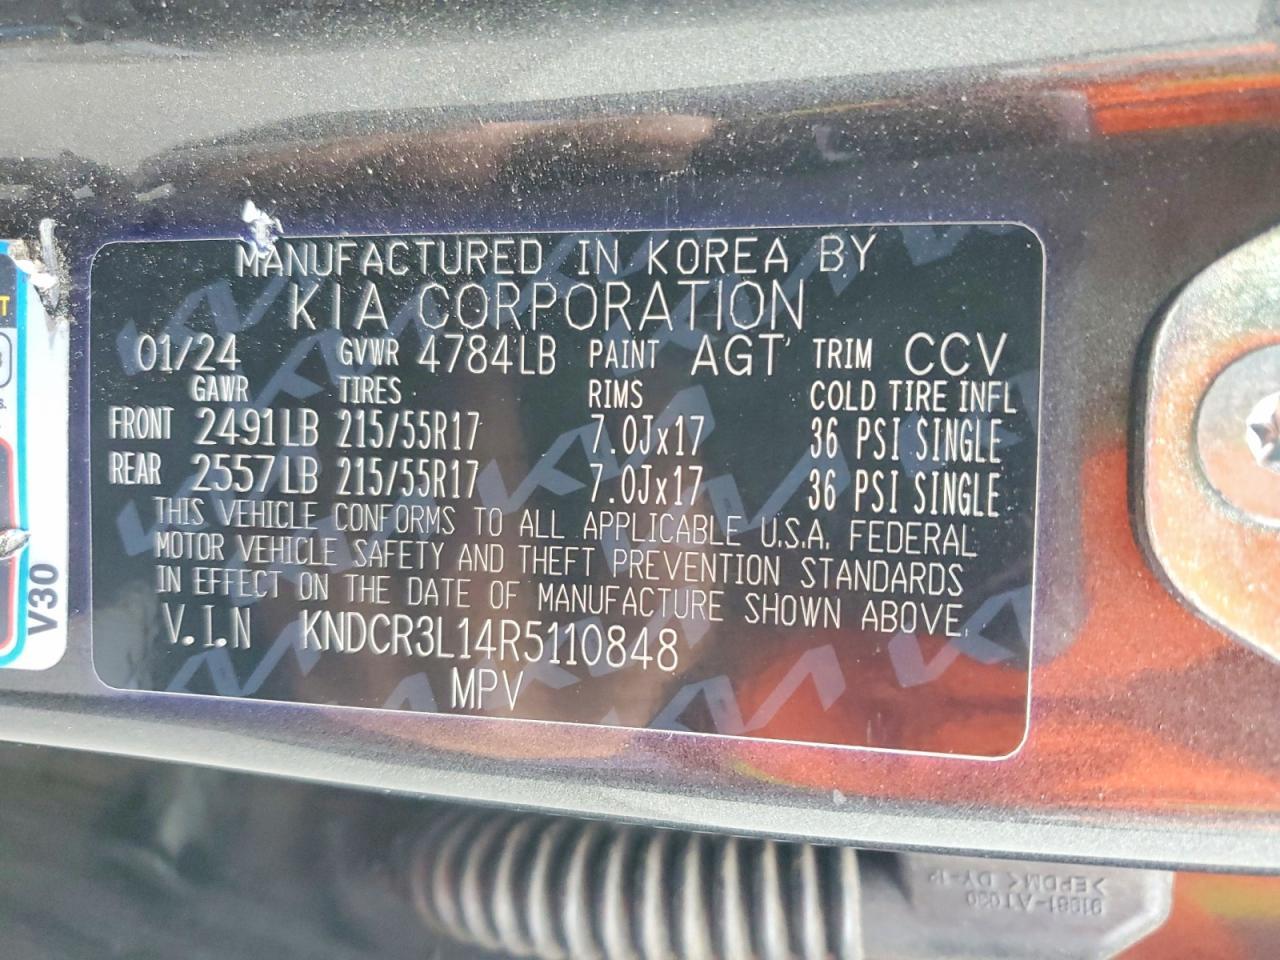 MANUFACTURED IN KOREA BY
KIA CORPORATION
01/24 GVWR 4784LB PAINT AGT TRIM CCV
GAWR TIRES RIMS COLD TIRE INFL
FRONT 2491LB 215/55R17 7.0Jx17 36 PSI SINGLE
REAR 2557LB 215/55R17 7.0Jx17 36 PSI SINGLE
THIS VEHICLE CONFORMS TO ALL APPLICABLE U.S.A. FEDERAL
MOTOR VEHICLE SAFETY AND THEFT PREVENTION STANDARDS
IN EFFECT ON THE DATE OF MANUFACTURE SHOWN ABOVE.
V.I.N KNDCR3L14R5110848
MPV
V30
>EPDM<